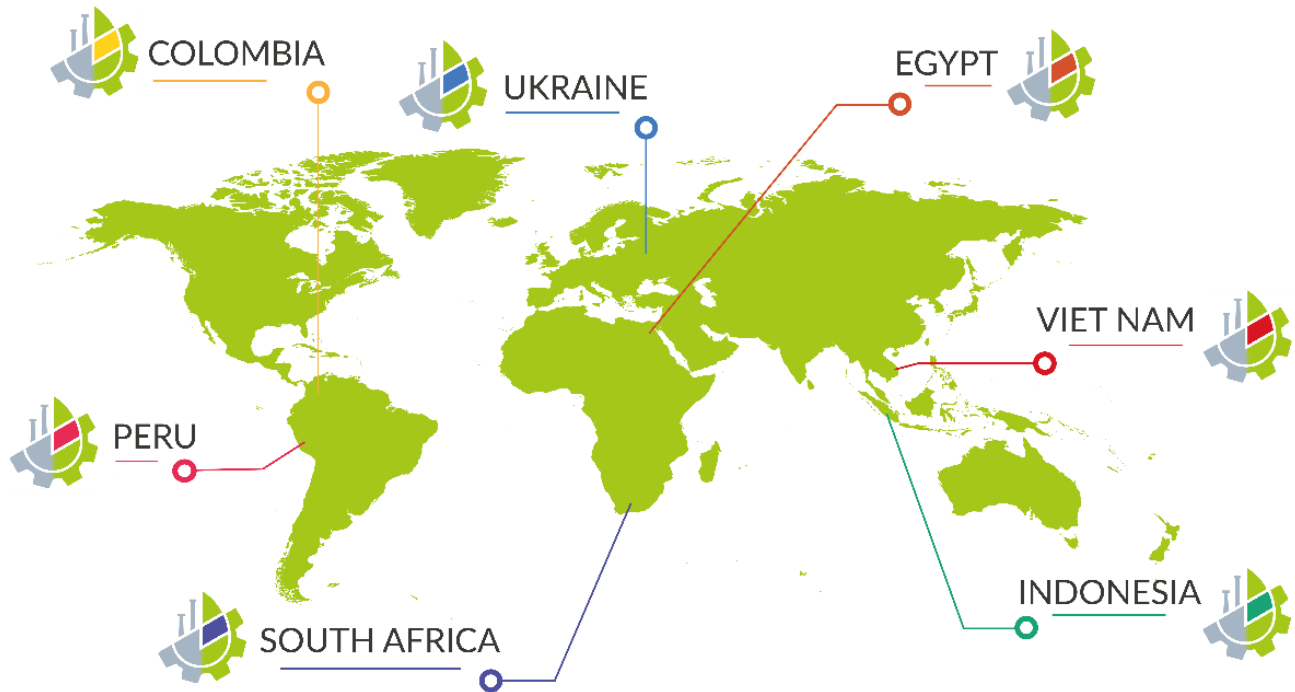 COLOMBIA
UKRAINE
EGYPT
VIET NAM
PERU
INDONESIA
SOUTH AFRICA